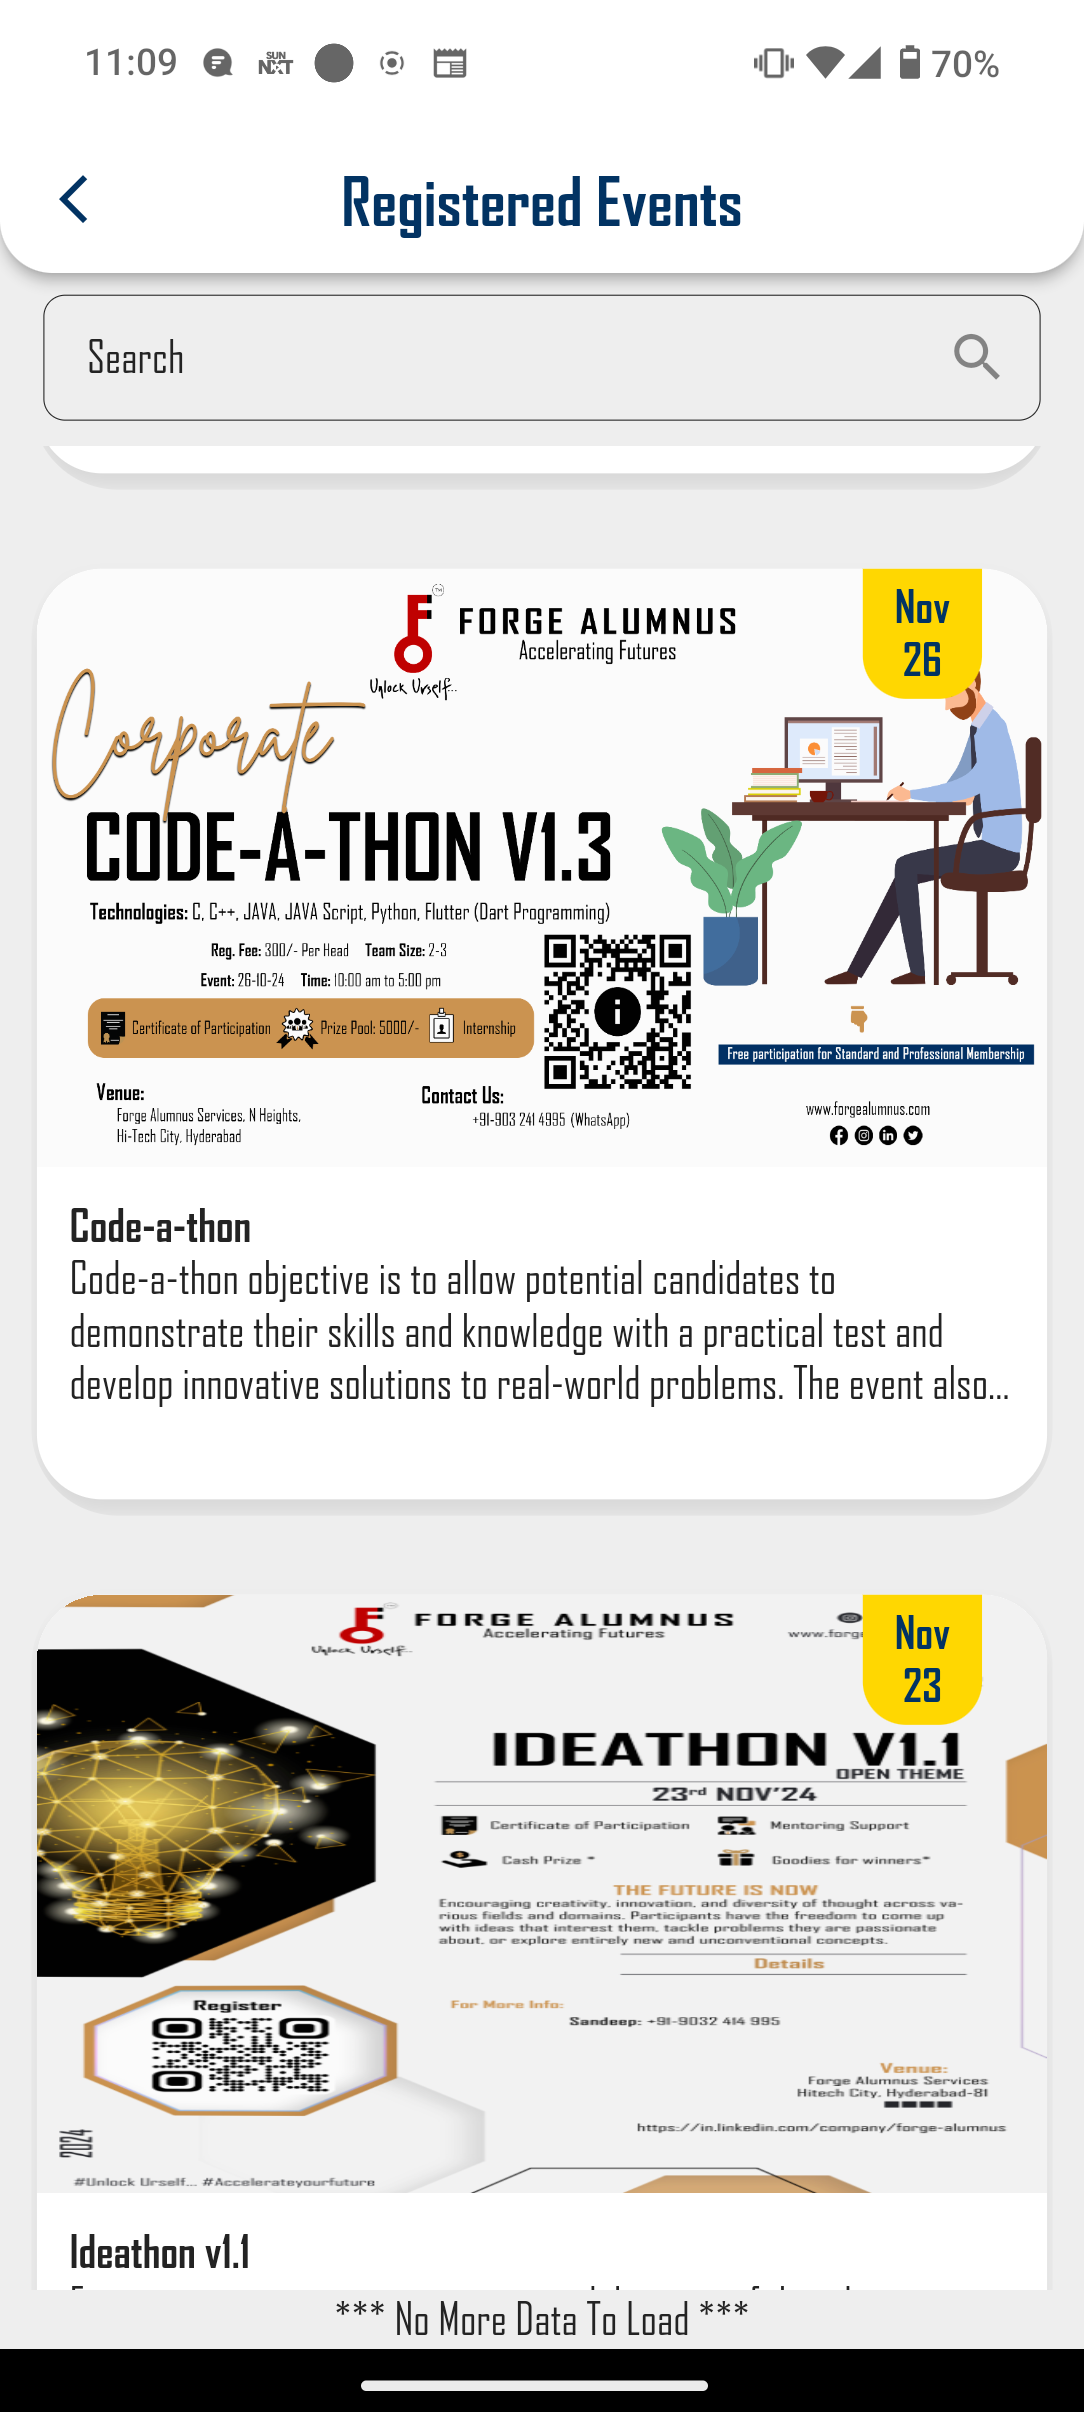 11:09
SUN
NXT
70%
Registered Events
Search
Nov
26
TM
FORGE ALUMNUS
Accelerating Futures
Unlock Urself...
Corporate
CODE-A-THON V1.3
Technologies: C, C++, JAVA, JAVA Script, Python, Flutter (Dart Programming)
Reg. Fee: 300/- Per Head Team Size: 2-3
Event: 26-10-24 Time: 10:00 am to 5:00 pm
Certificate of Participation Prize Pool: 5000/- Internship
Free participation for Standard and Professional Membership
Venue:
Forge Alumnus Services, N Heights,
Hi-Tech City, Hyderabad
Contact Us:
+91-903 241 4995 (WhatsApp)
www.forgealumnus.com
Code-a-thon
Code-a-thon objective is to allow potential candidates to
demonstrate their skills and knowledge with a practical test and
develop innovative solutions to real-world problems. The event also...
Nov
23
FORGE ALUMNUS
Accelerating Futures
Unlock Urself...
www.forge
IDEATHON V1.1
OPEN THEME
23rd NOV'24
Certificate of Participation Mentoring Support
Cash Prize * Goodies for winners*
THE FUTURE IS NOW
Encouraging creativity, innovation, and diversity of thought across va-
rious fields and domains. Participants have the freedom to come up
with ideas that interest them, tackle problems they are passionate
about, or explore entirely new and unconventional concepts.
Details
Register
For More Info:
Sandeep: +91-9032 414 995
Venue:
Forge Alumnus Services
Hitech City, Hyderabad-81
https://in.linkedin.com/company/forge-alumnus
2024
#Unlock Urself... #Accelerateyourfuture
Ideathon v1.1
*** No More Data To Load ***